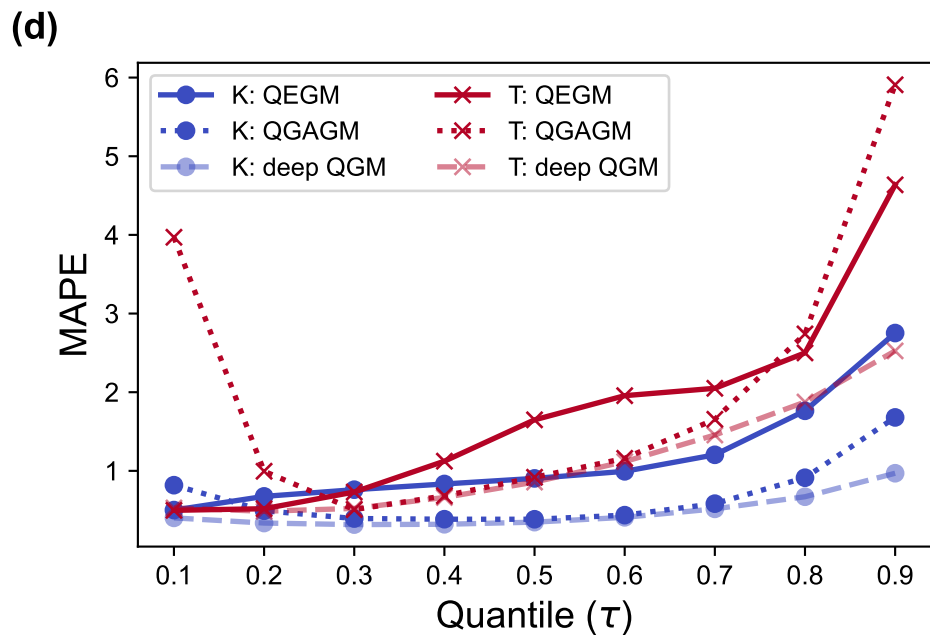 (d)
K: QEGM
K: QGAGM
K: deep QGM
T: QEGM
T: QGAGM
T: deep QGM
MAPE
6
5
4
3
2
1
0.1 0.2 0.3 0.4 0.5 0.6 0.7 0.8 0.9
Quantile (τ)